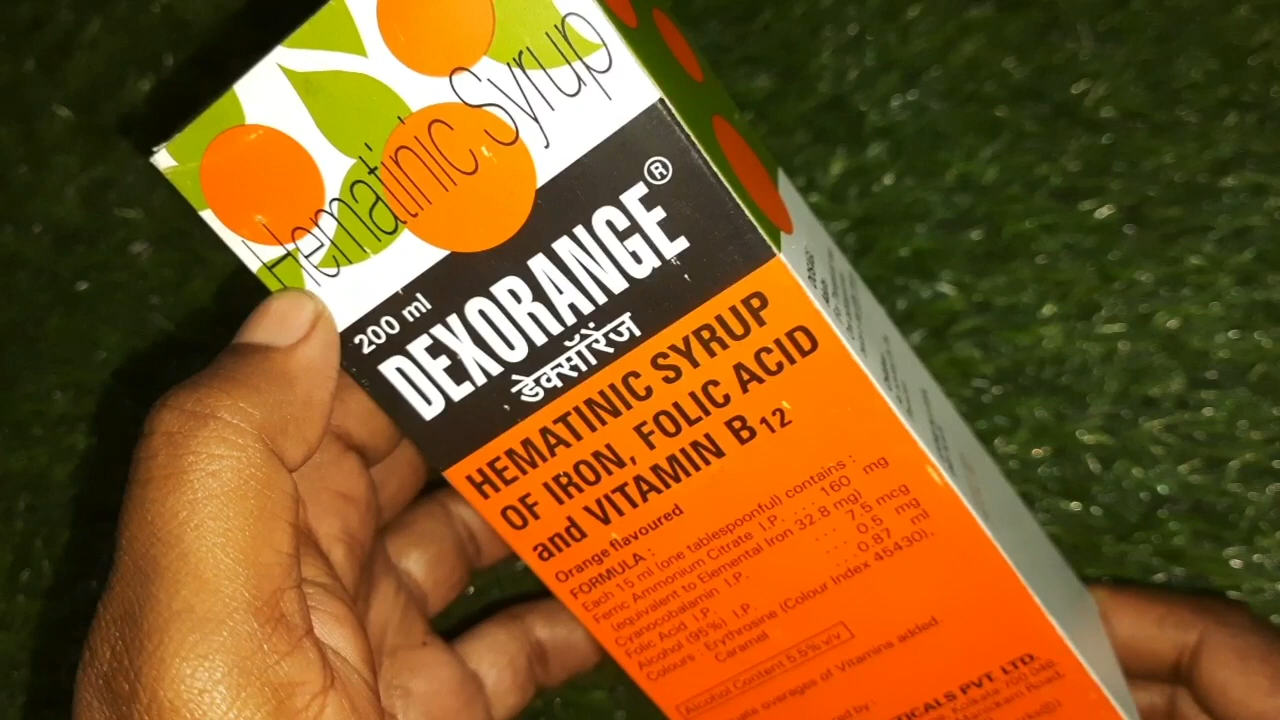 Hematinic Syrup
200 ml
DEXORANGE®
डेक्सॉरेंज
HEMATINIC SYRUP
OF IRON, FOLIC ACID
and VITAMIN B12
Orange flavoured
FORMULA :
Each 15 ml (one tablespoonful) contains :
Ferric Ammonium Citrate I.P. .... 160 mg
(equivalent to Elemental Iron 32.8 mg)
Cyanocobalamin I.P. ... 7.5 mcg
Folic Acid I.P. ... 0.5 mg
Alcohol (95%) I.P. ... 0.87 ml
Colours : Erythrosine (Colour Index 45430),
Caramel
Alcohol Content 5.5% v/v
overages of Vitamins added.
PVT. LTD.
Kolkata-700